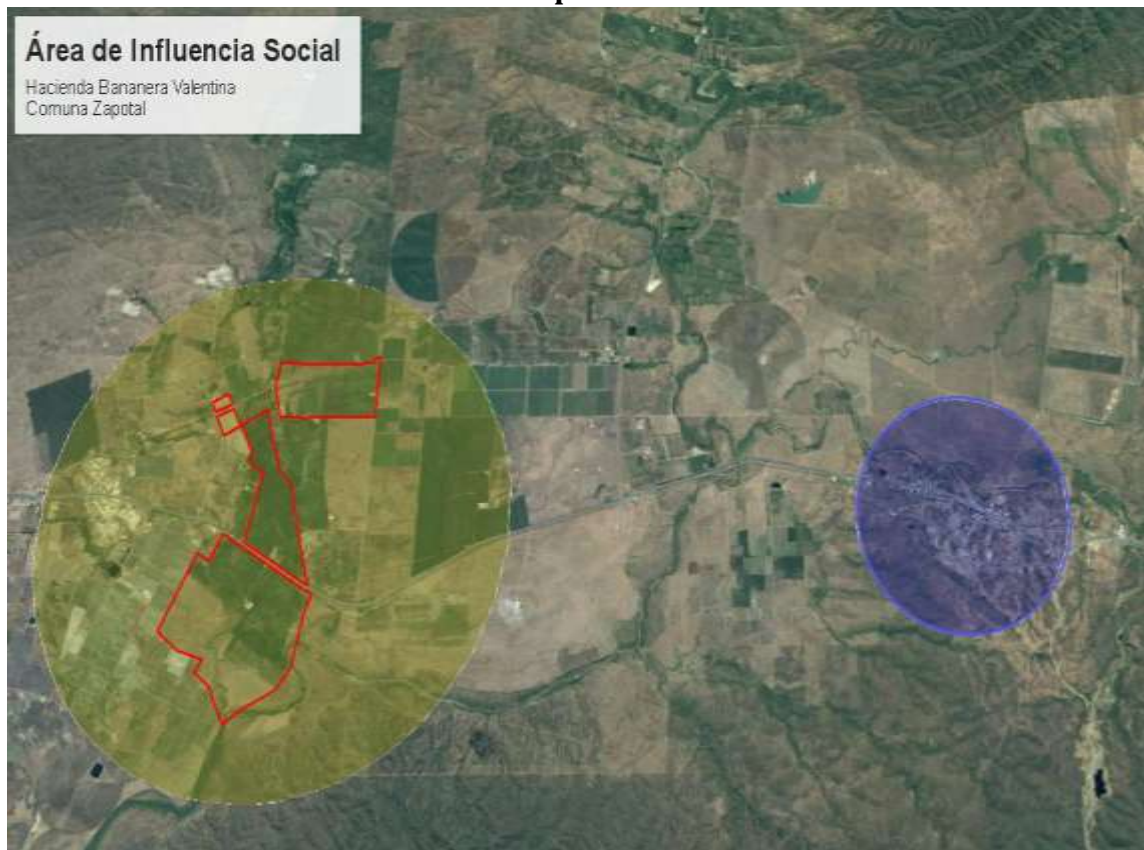 Área de Influencia Social
Hacienda Bananera Valentina
Comuna Zapotal